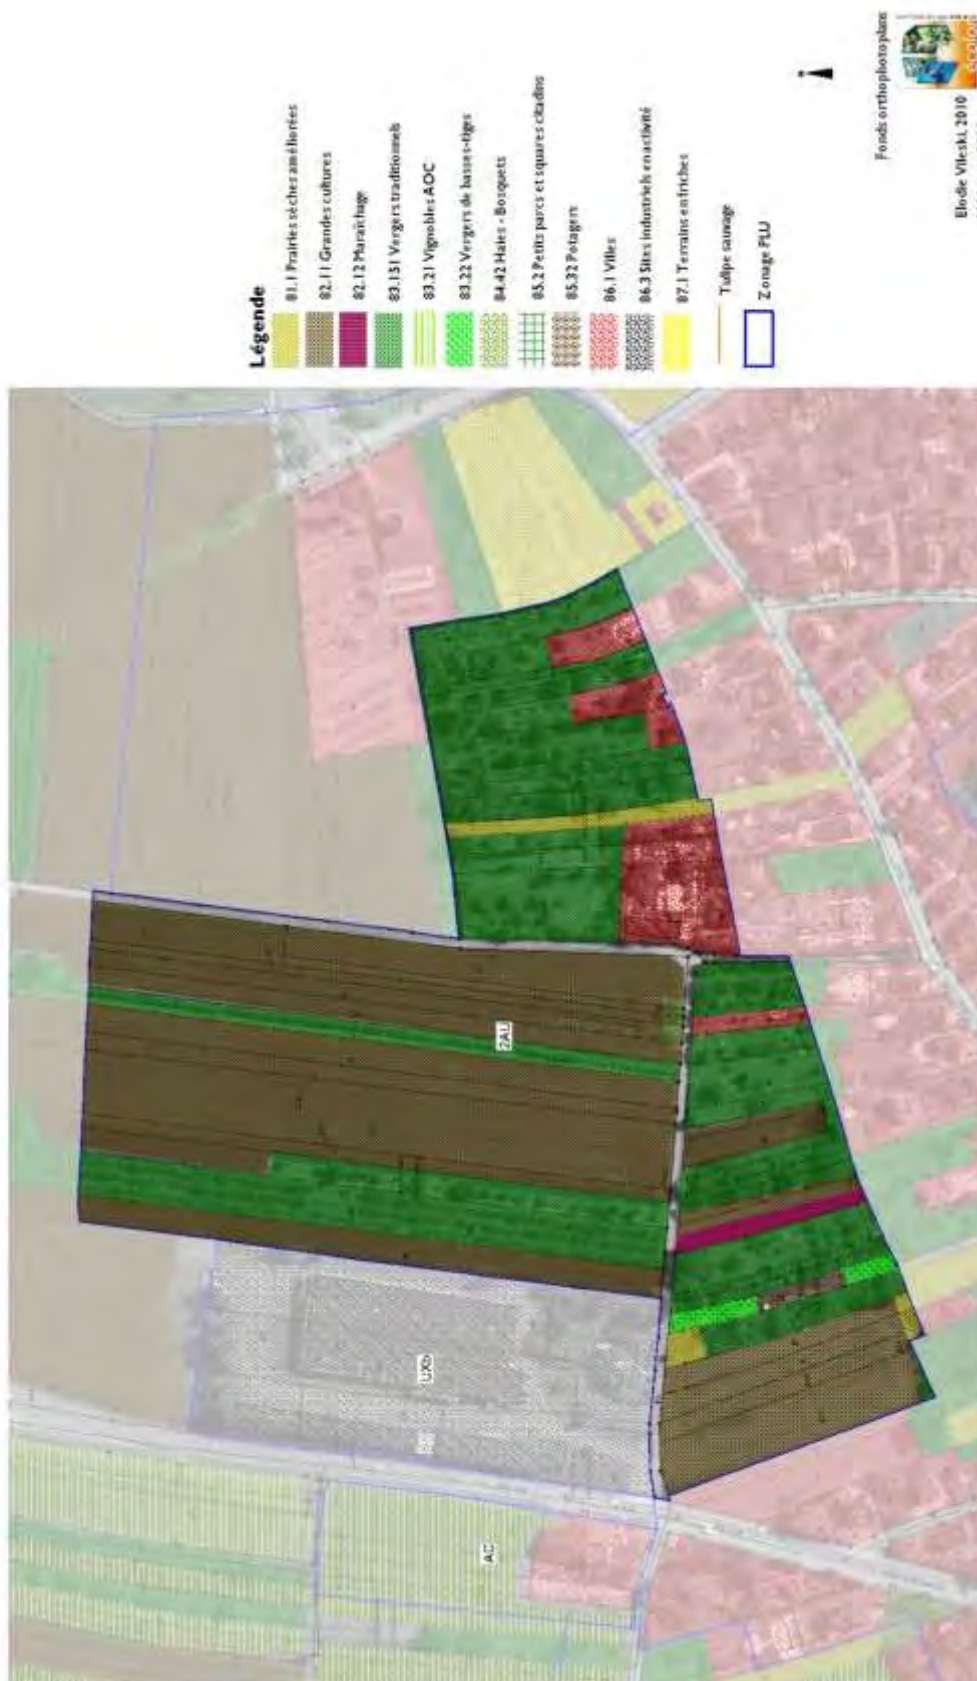 Légende
81.1 Prairies sèches améliorées
82.11 Grandes cultures
82.12 Maraîchage
83.151 Vergers traditionnels
83.21 Vignobles AOC
83.22 Vergers de basses-tiges
84.42 Haies - Bosquets
85.2 Petits parcs et squares citadins
85.32 Potagers
86.1 Villes
86.3 Sites industriels en activité
87.1 Terrains en friches
Tulipe sauvage
Zonage PLU
Fonds orthophotoplans
Elodie Vileski, 2010
2AU
UXb
AC